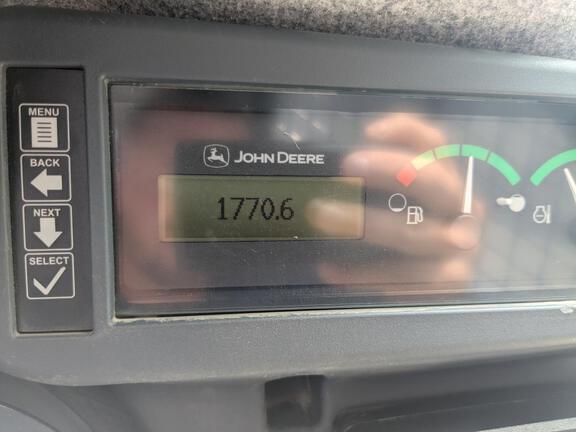 MENU
BACK
NEXT
SELECT
JOHN DEERE
1770.6